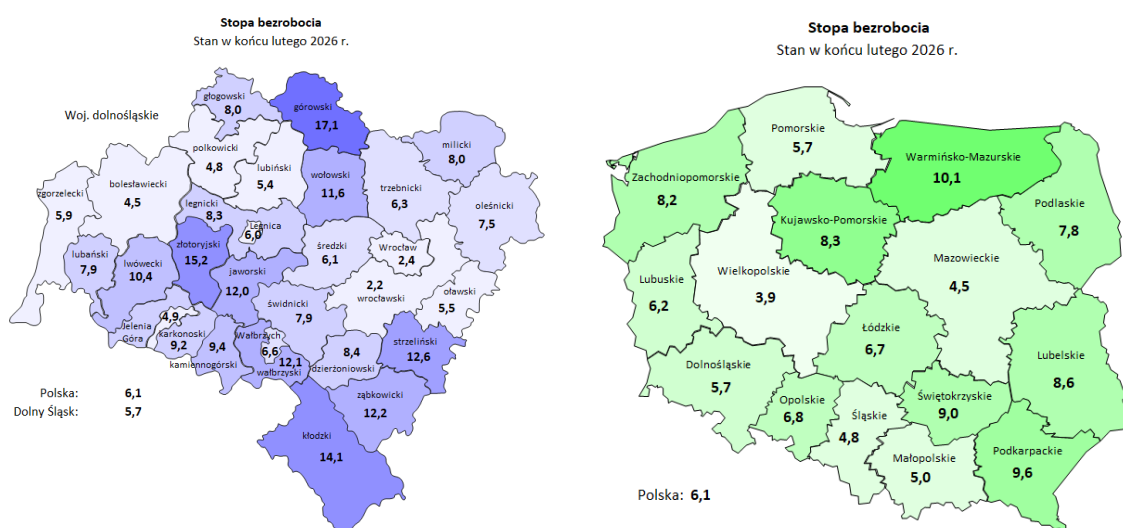 Stopa bezrobocia
Stan w końcu lutego 2026 r.
Woj. dolnośląskie
głogowski
8,0
górowski
17,1
polkowicki
4,8
lubiński
5,4
wołowski
11,6
milicki
8,0
trzebnicki
6,3
oleśnicki
7,5
zgorzelecki
5,9
bolesławiecki
4,5
legnicki
8,3
Legnica
6,0
złotoryjski
15,2
lubański
7,9
lwówecki
10,4
jaworski
12,0
średzki
6,1
Wrocław
2,4
2,2
wrocławski
oławski
5,5
świdnicki
7,9
Jelenia
Góra
4,9
karkonoski
9,2
9,4
kamiennogórski
Wałbrzych
6,6
12,1
wałbrzyski
8,4
dzierżoniowski
strzeliński
12,6
ząbkowicki
12,2
kłodzki
14,1
Polska: 6,1
Dolny Śląsk: 5,7
Stopa bezrobocia
Stan w końcu lutego 2026 r.
Pomorskie
5,7
Warmińsko-Mazurskie
10,1
Zachodniopomorskie
8,2
Kujawsko-Pomorskie
8,3
Podlaskie
7,8
Lubuskie
6,2
Wielkopolskie
3,9
Mazowieckie
4,5
Łódzkie
6,7
Lubelskie
8,6
Dolnośląskie
5,7
Opolskie
6,8
Śląskie
4,8
Świętokrzyskie
9,0
Małopolskie
5,0
Podkarpackie
9,6
Polska: 6,1